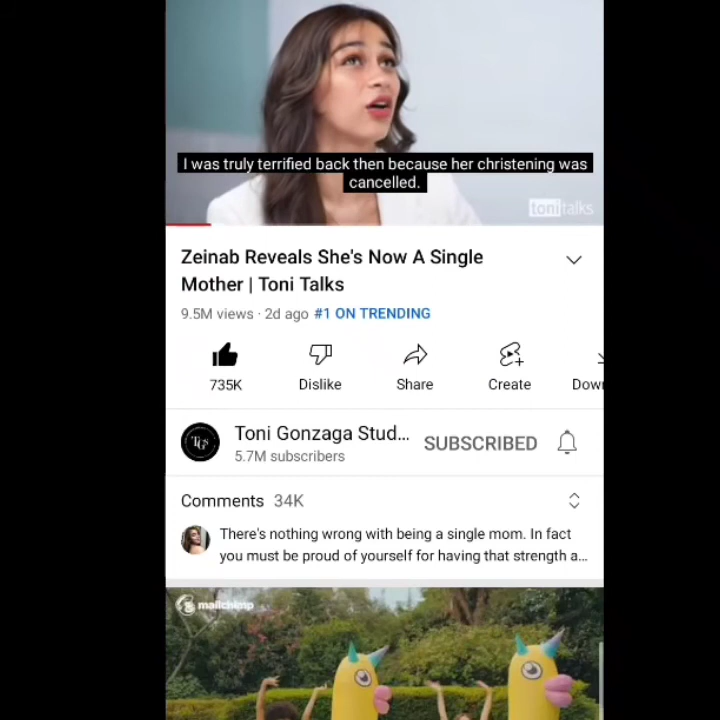 I was truly terrified back then because her christening was
cancelled.
toni talks
Zeinab Reveals She's Now A Single
Mother | Toni Talks
9.5M views · 2d ago #1 ON TRENDING
735K Dislike Share Create Dow
TGS
Toni Gonzaga Stud... SUBSCRIBED
5.7M subscribers
Comments 34K
There's nothing wrong with being a single mom. In fact
you must be proud of yourself for having that strength a...
mailchimp